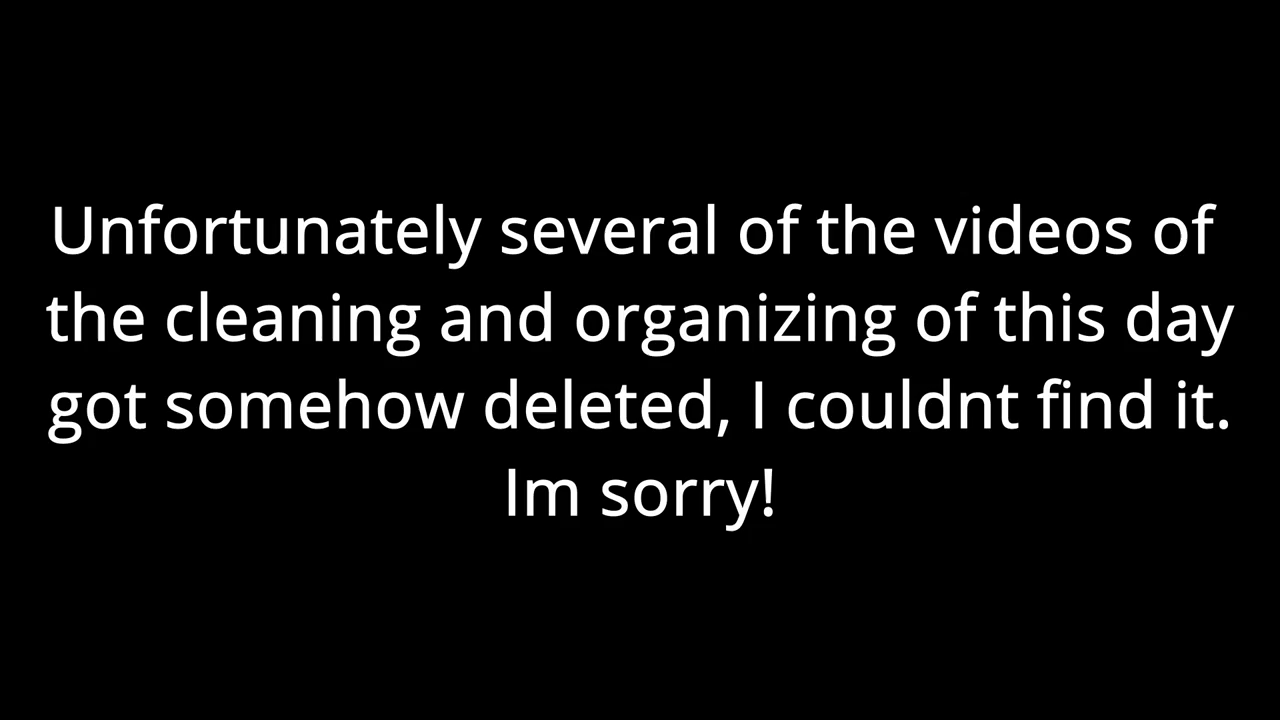 Unfortunately several of the videos of
the cleaning and organizing of this day
got somehow deleted, I couldnt find it.
Im sorry!